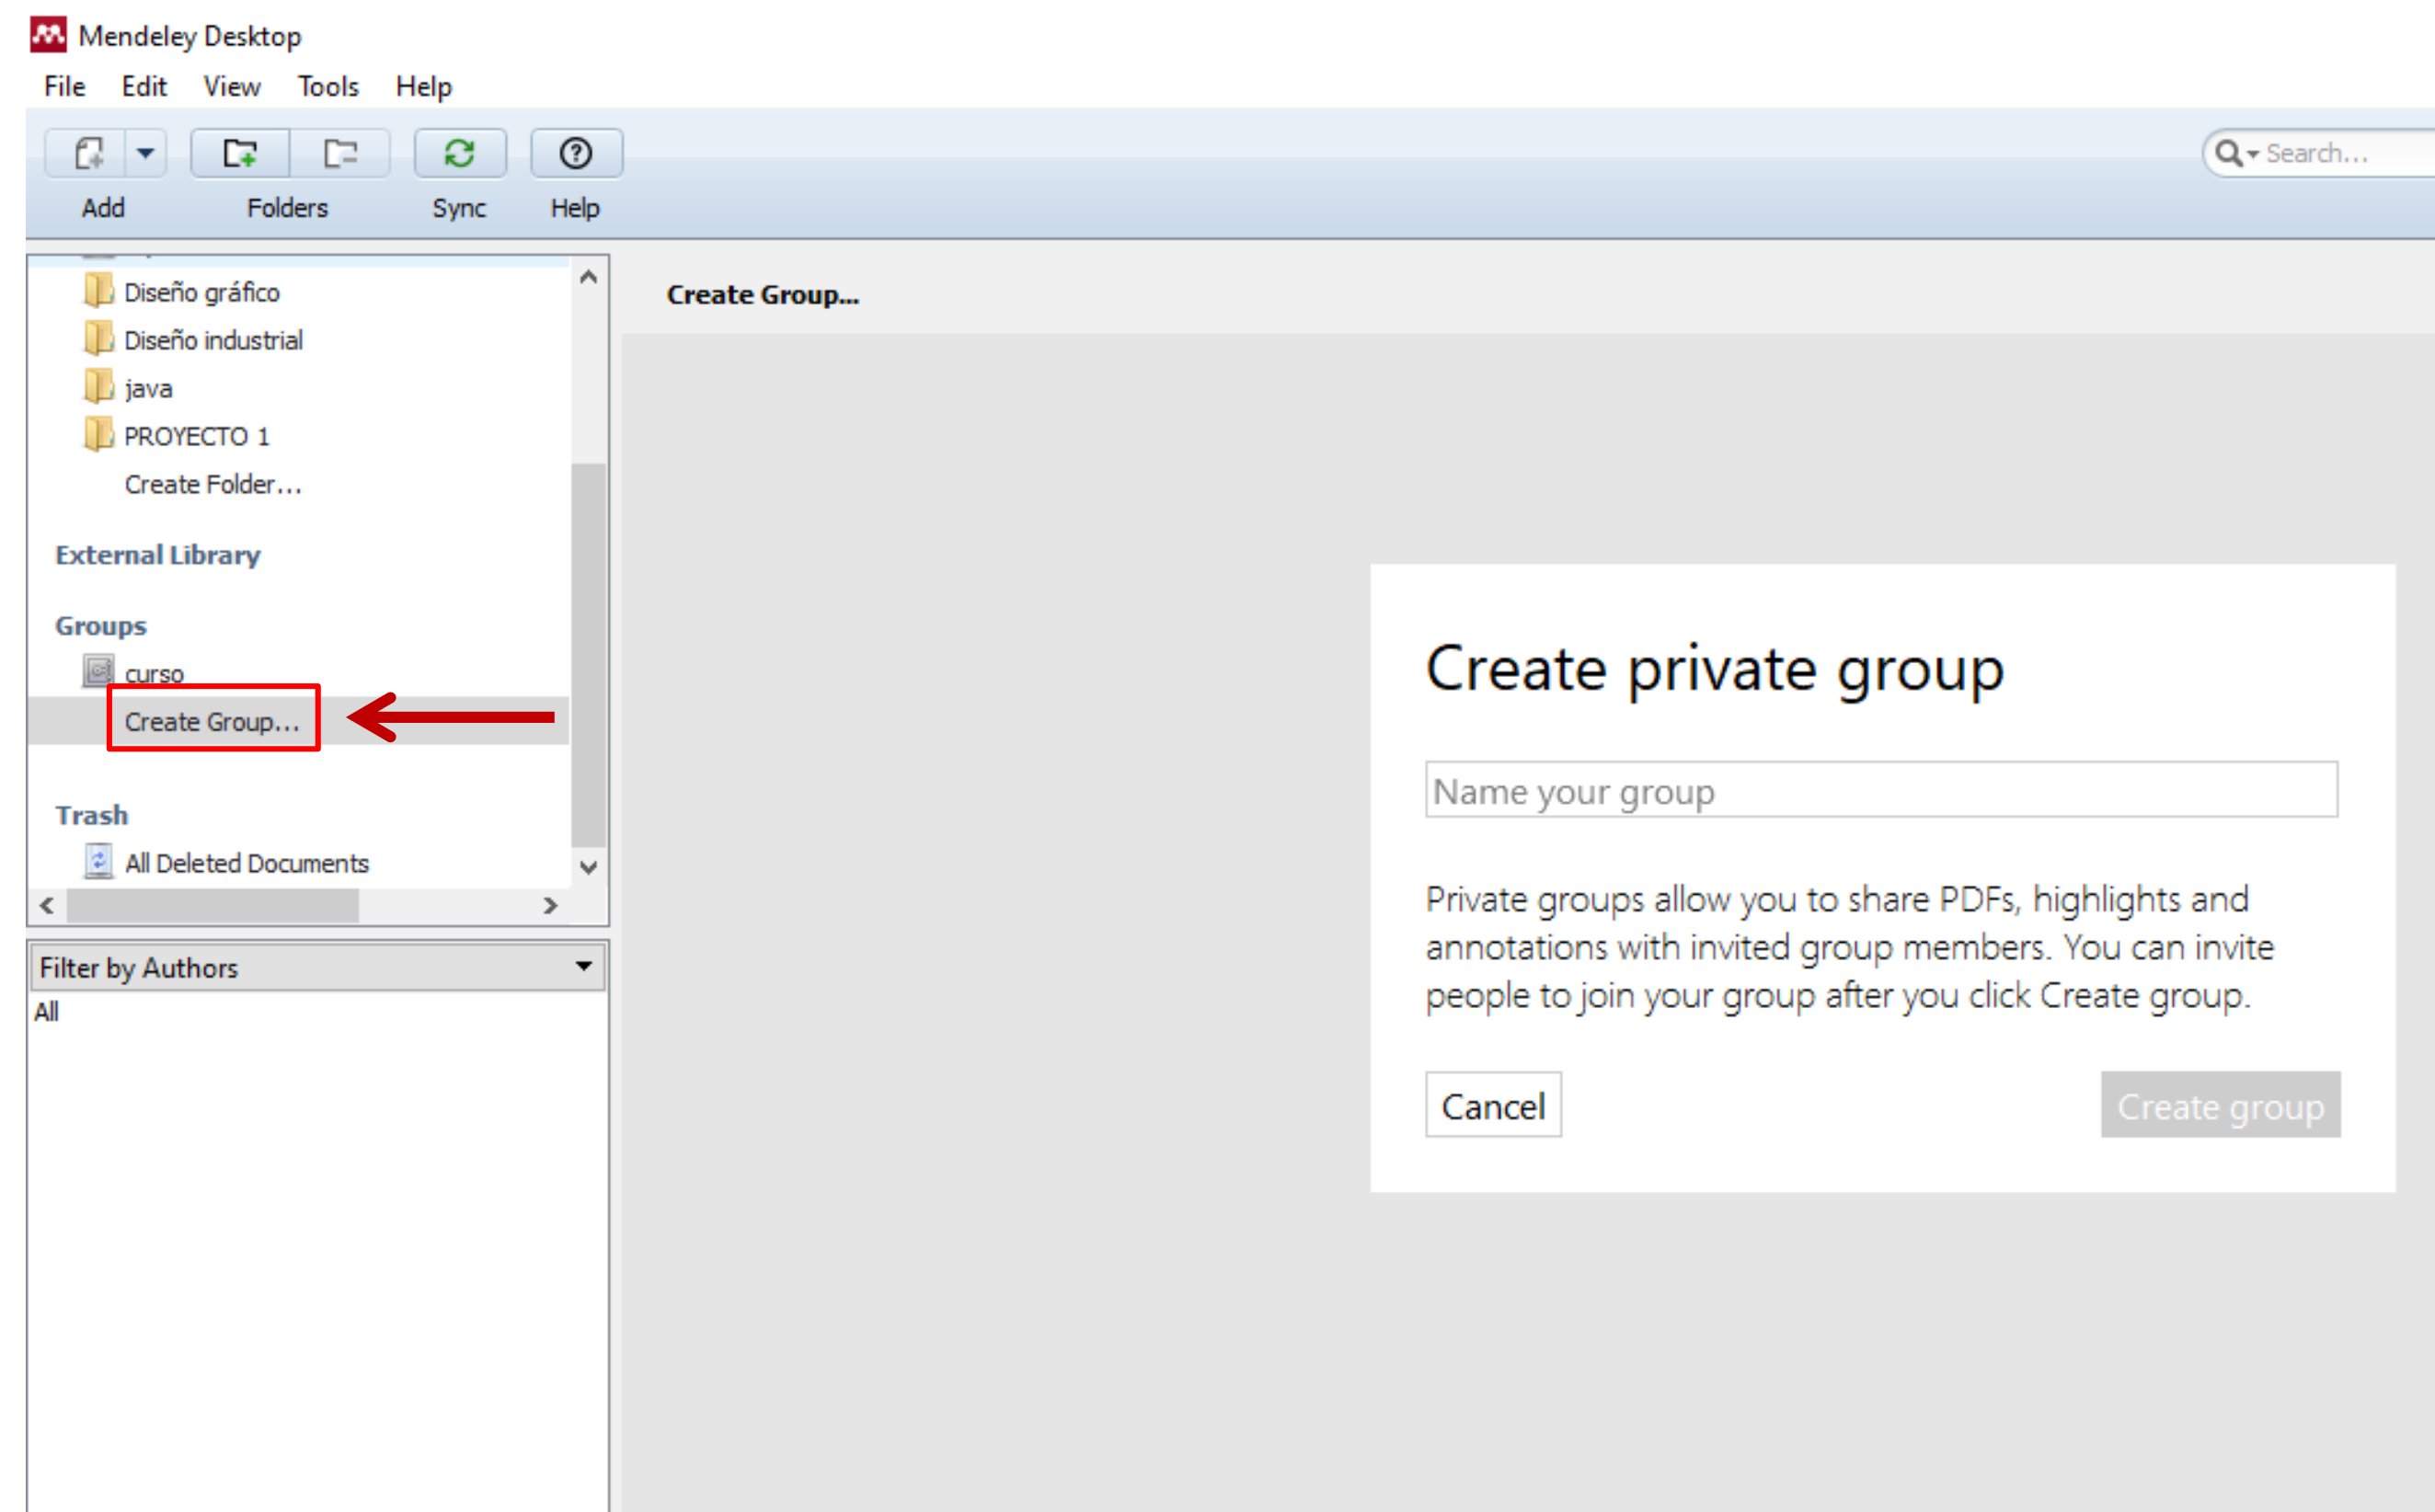 Mendeley Desktop
File Edit View Tools Help
Search...
Add Folders Sync Help
Diseño gráfico
Diseño industrial
java
PROYECTO 1
Create Folder...
External Library
Groups
curso
Create Group...
Trash
All Deleted Documents
Filter by Authors
All
Create Group...
Create private group
Name your group
Private groups allow you to share PDFs, highlights and
annotations with invited group members. You can invite
people to join your group after you click Create group.
Cancel
Create group